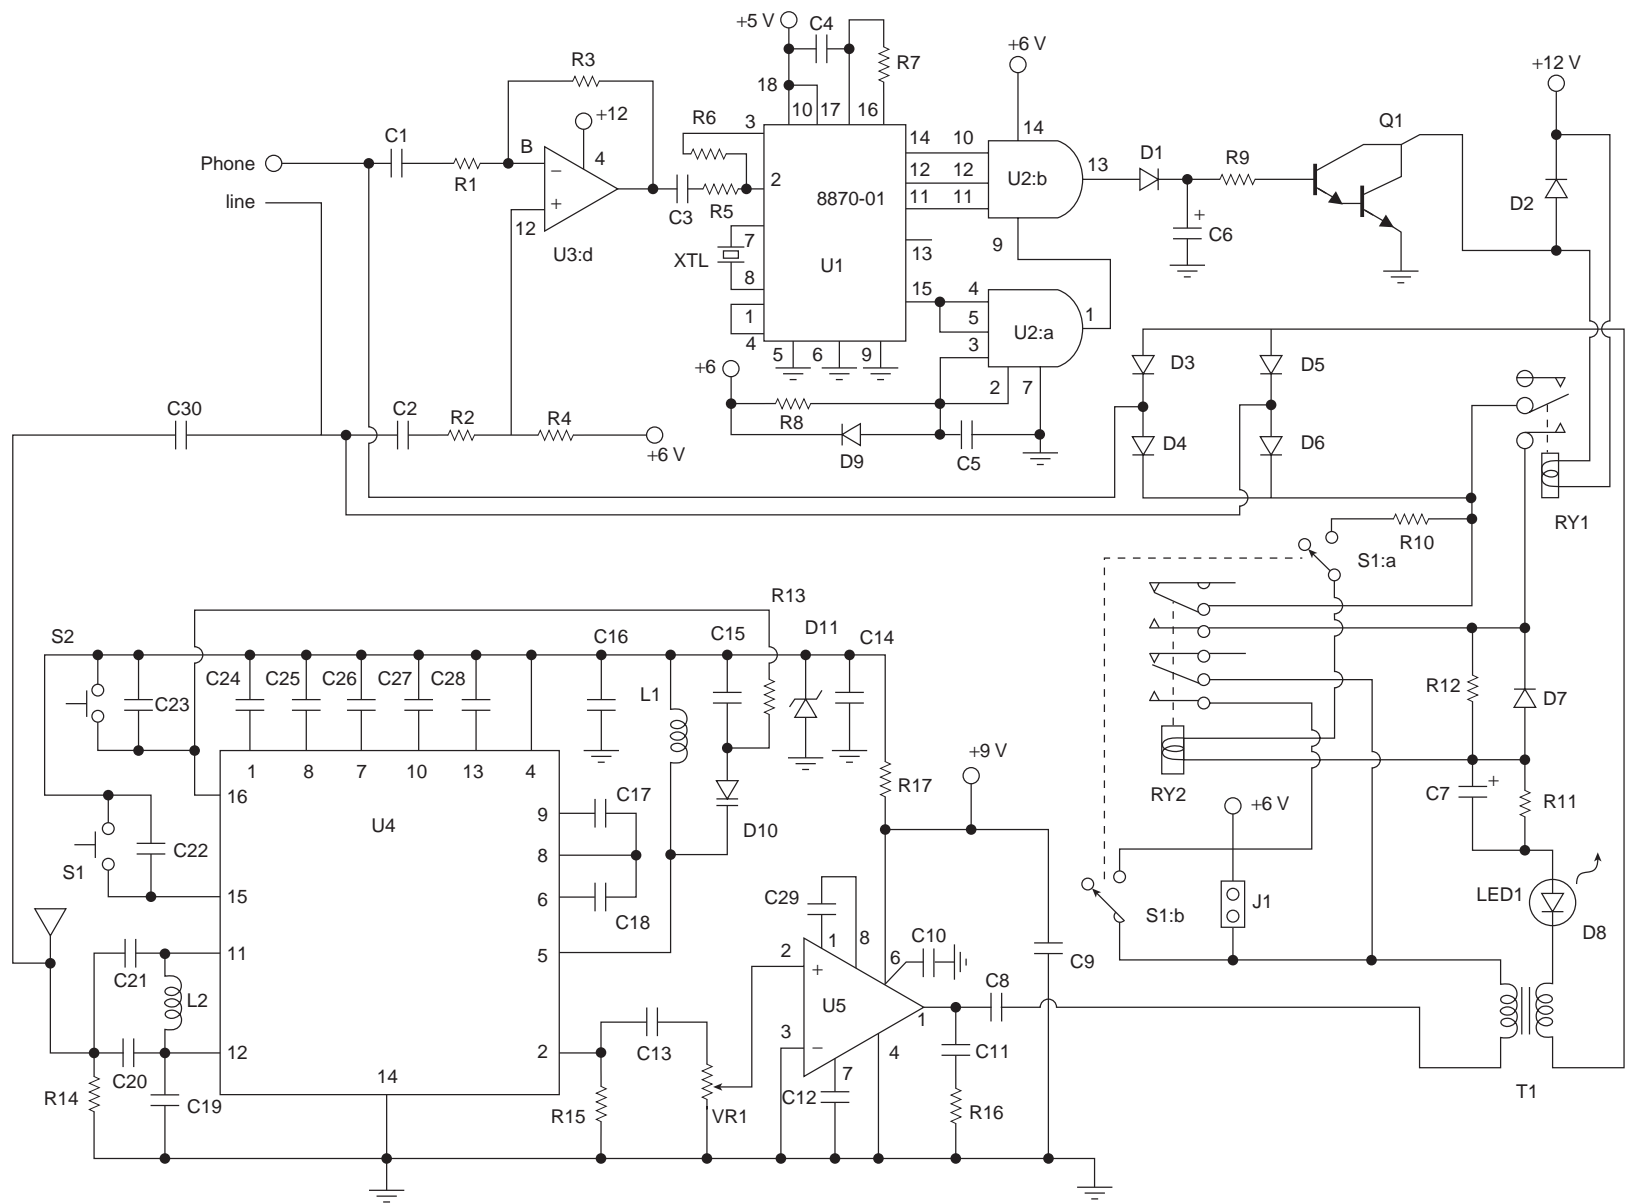 +5 V
C4
R7
+6 V
+12 V
R3
18
10
17
16
+12
4
3
R6
14
10
14
Q1
C1
B
Phone
R1
−
+
12
U3:d
C3
R5
2
8870-01
U1
12
12
11
11
U2:b
13
D1
R9
+
C6
D2
line
9
7
XTL
8
1
4
13
15
4
5
3
U2:a
1
5
6
9
+6
2
7
R8
D9
C5
D3
D5
D4
D6
C30
C2
R2
R4
+6 V
RY1
R10
S1:a
S2
R13
C16
C15
D11
C14
C24
C25
C26
C27
C28
C23
L1
R12
D7
1
8
7
10
13
4
16
U4
9
C17
8
6
C18
D10
R17
+9 V
RY2
+6 V
C7
+
R11
S1
C22
15
C29
1
8
S1:b
J1
LED1
D8
11
C21
L2
5
2
+
U5
6
C10
C9
C8
1
12
C20
2
C13
3
−
4
C11
7
14
R14
C19
R15
VR1
C12
R16
T1